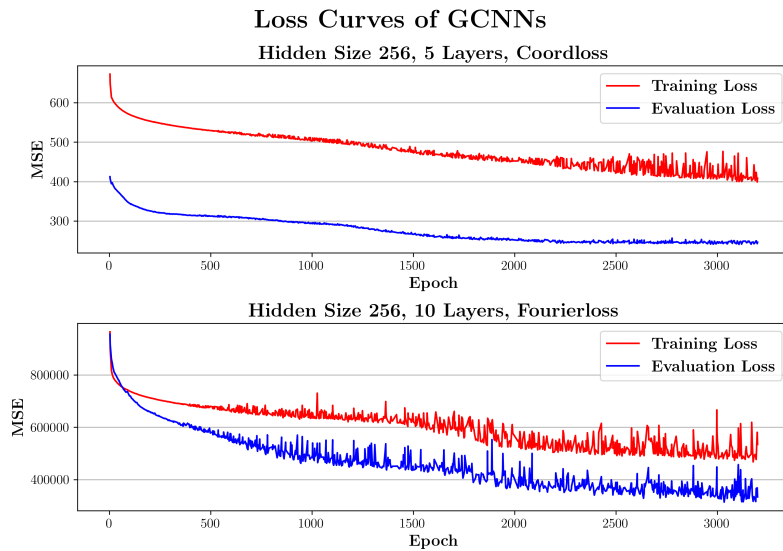 Loss Curves of GCNNs
Hidden Size 256, 5 Layers, Coordloss
Training Loss
Evaluation Loss
600
500
400
300
MSE
0 500 1000 1500 2000 2500 3000
Epoch
Hidden Size 256, 10 Layers, Fourierloss
Training Loss
Evaluation Loss
800000
600000
400000
MSE
0 500 1000 1500 2000 2500 3000
Epoch